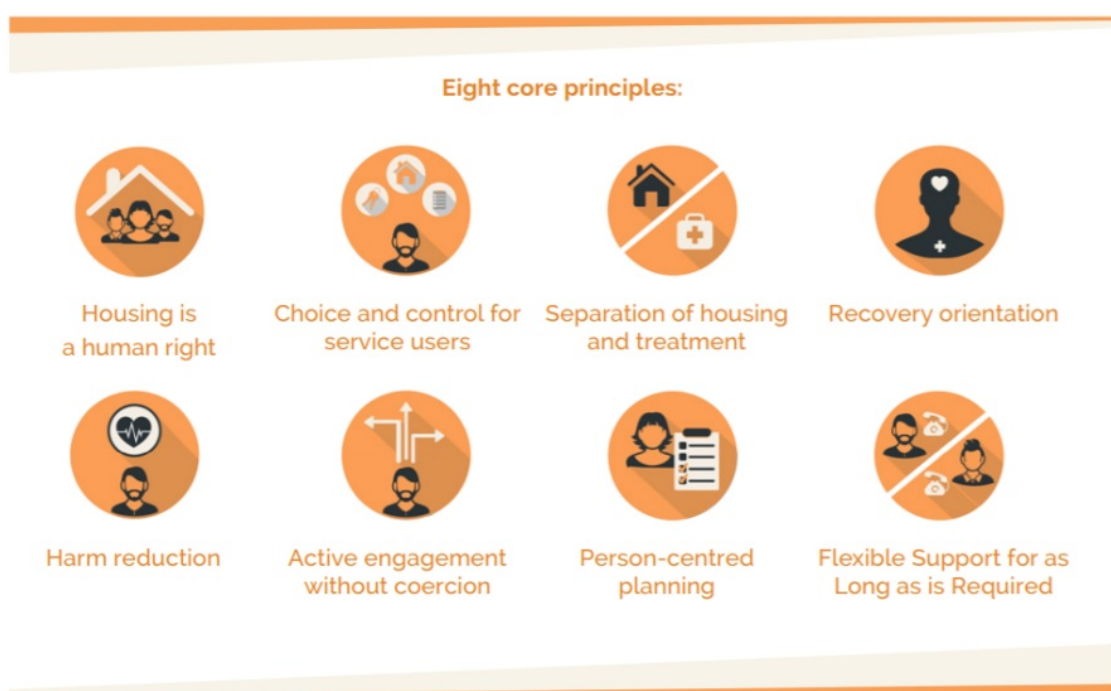 Eight core principles:
Housing is
a human right
Choice and control for
service users
Separation of housing
and treatment
Recovery orientation
Harm reduction
Active engagement
without coercion
Person-centred
planning
Flexible Support for as
Long as is Required